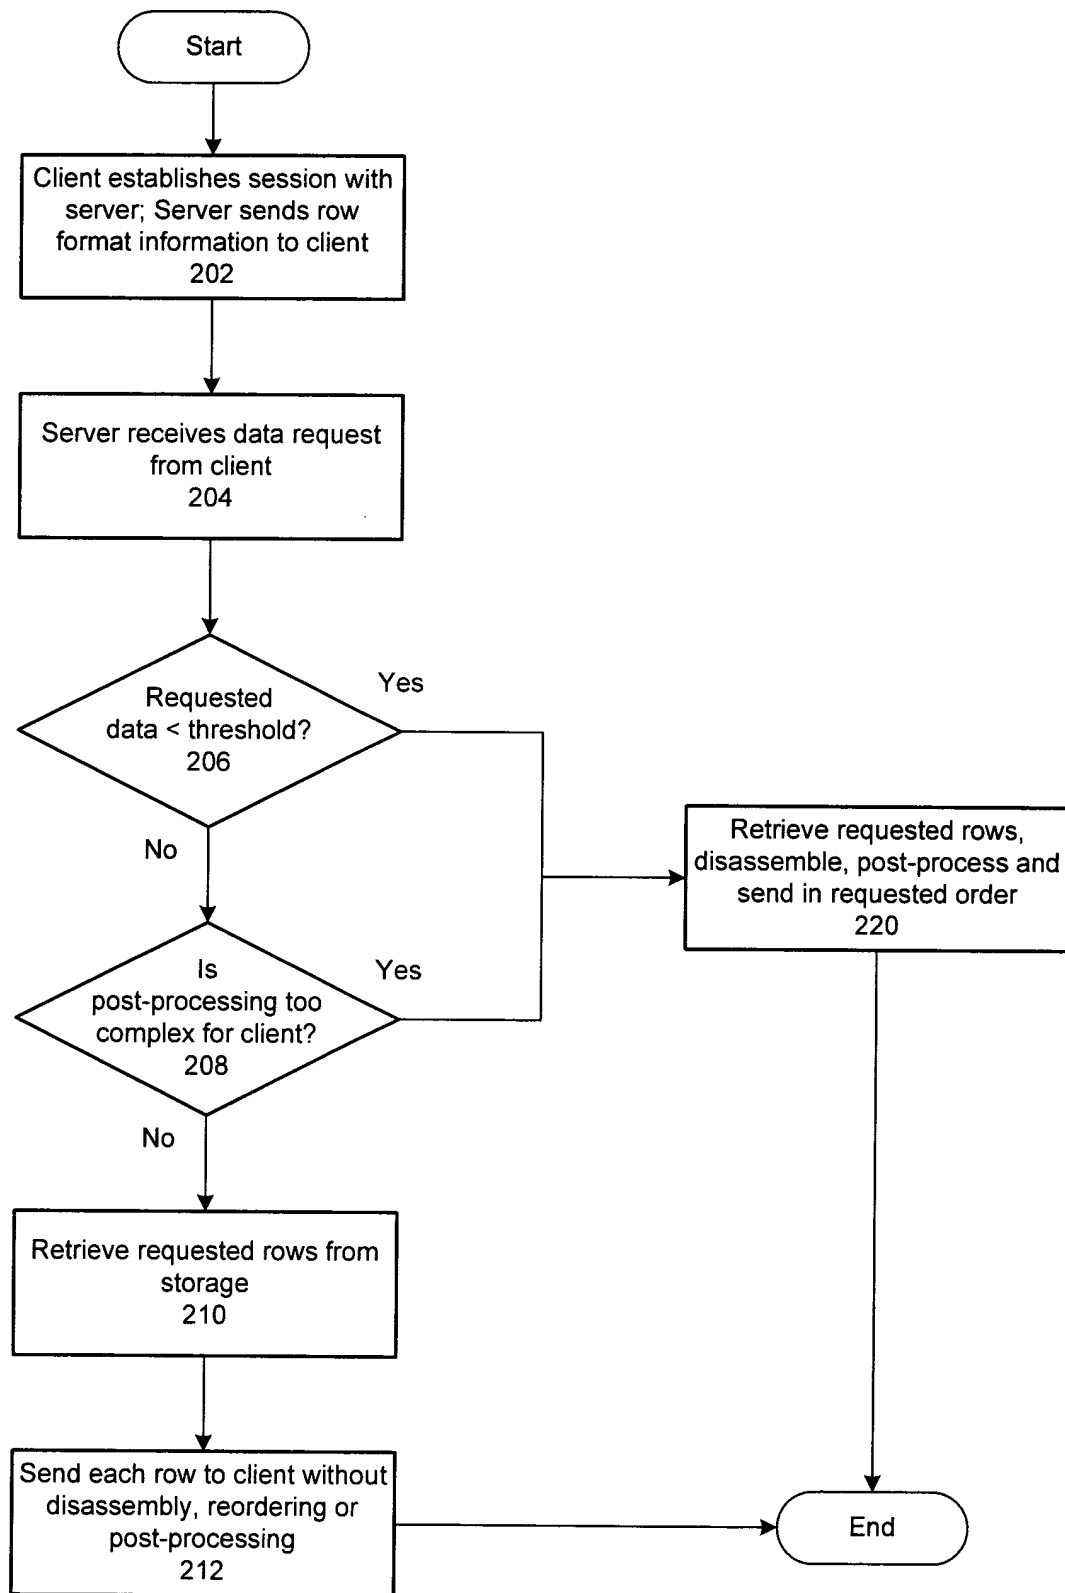 Start
Client establishes session with
server; Server sends row
format information to client
202
Server receives data request
from client
204
Requested
data < threshold?
206
Yes
No
Is
post-processing too
complex for client?
208
Yes
No
Retrieve requested rows,
disassemble, post-process and
send in requested order
220
Retrieve requested rows from
storage
210
Send each row to client without
disassembly, reordering or
post-processing
212
End